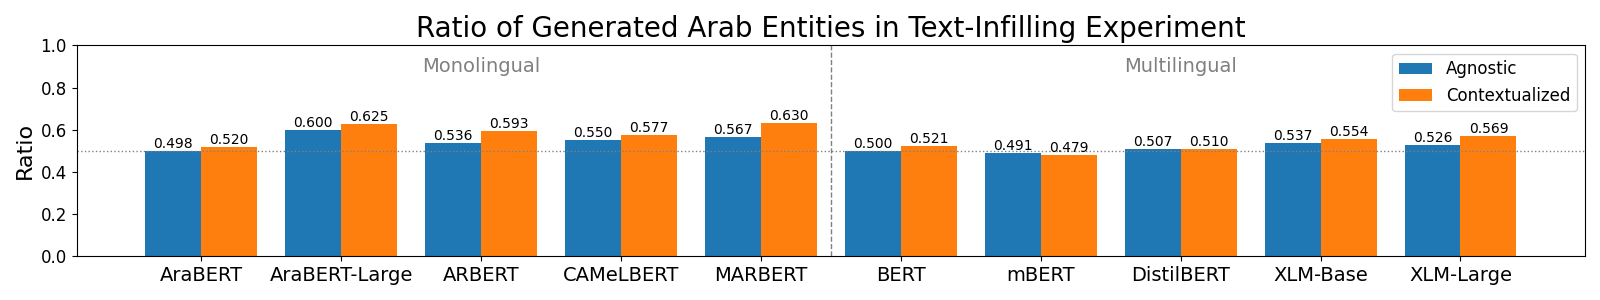 Ratio of Generated Arab Entities in Text-Infilling Experiment
Monolingual
Multilingual
Agnostic
Contextualized
Ratio
1.0
0.8
0.6
0.4
0.2
0.0
0.498 0.520 0.600 0.625 0.536 0.593 0.550 0.577 0.567 0.630 0.500 0.521 0.491 0.479 0.507 0.510 0.537 0.554 0.526 0.569
AraBERT AraBERT-Large ARBERT CAMeLBERT MARBERT BERT mBERT DistilBERT XLM-Base XLM-Large